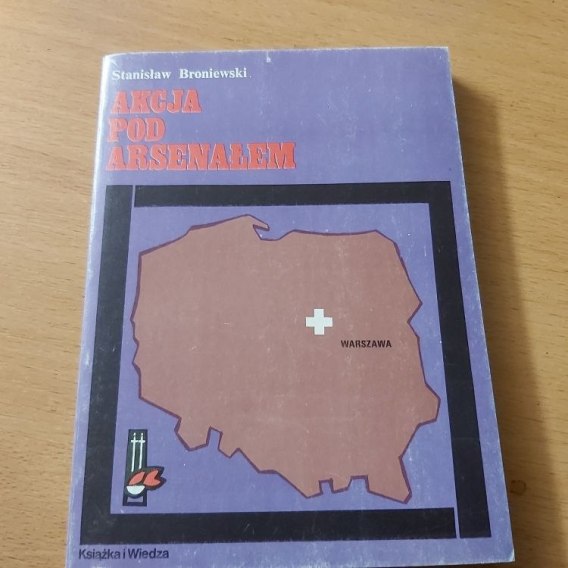 Stanisław Broniewski
AKCJA
POD
ARSENAŁEM
WARSZAWA
Książka i Wiedza